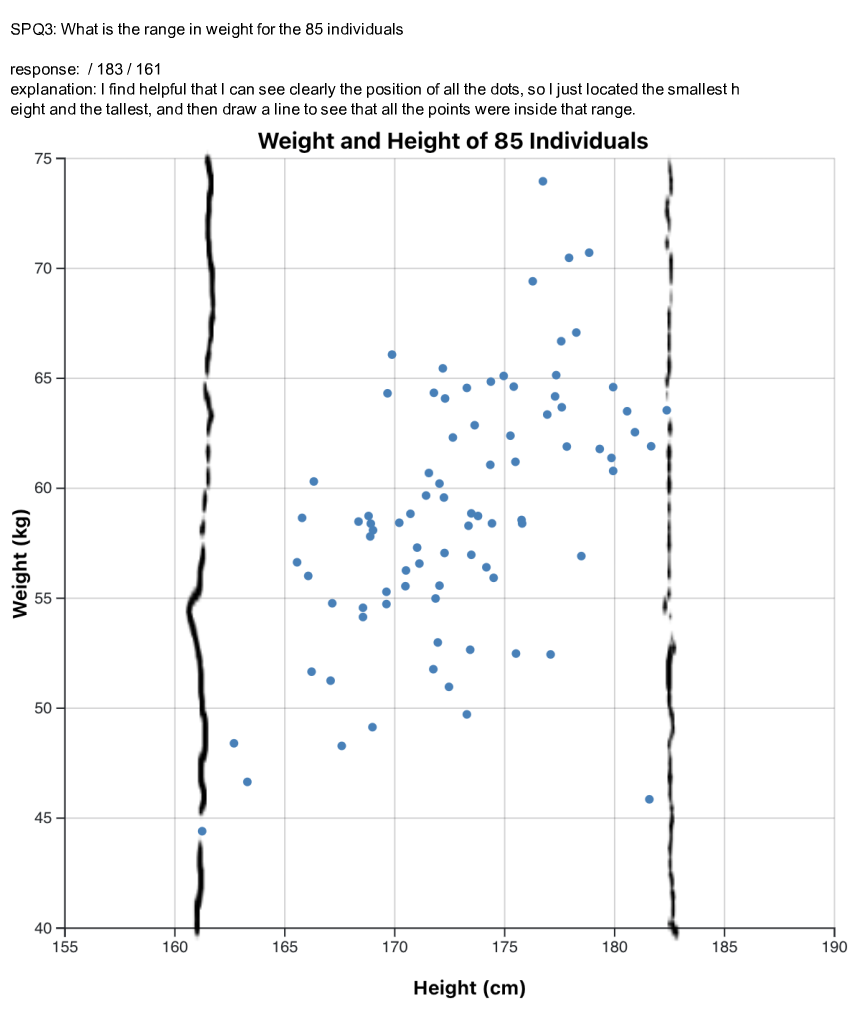 SPQ3: What is the range in weight for the 85 individuals
response:  / 183 / 161
explanation: I find helpful that I can see clearly the position of all the dots, so I just located the smallest h
eight and the tallest, and then draw a line to see that all the points were inside that range.
Weight and Height of 85 Individuals
75
70
65
60
55
50
45
40
Weight (kg)
155 160 165 170 175 180 185 190
Height (cm)